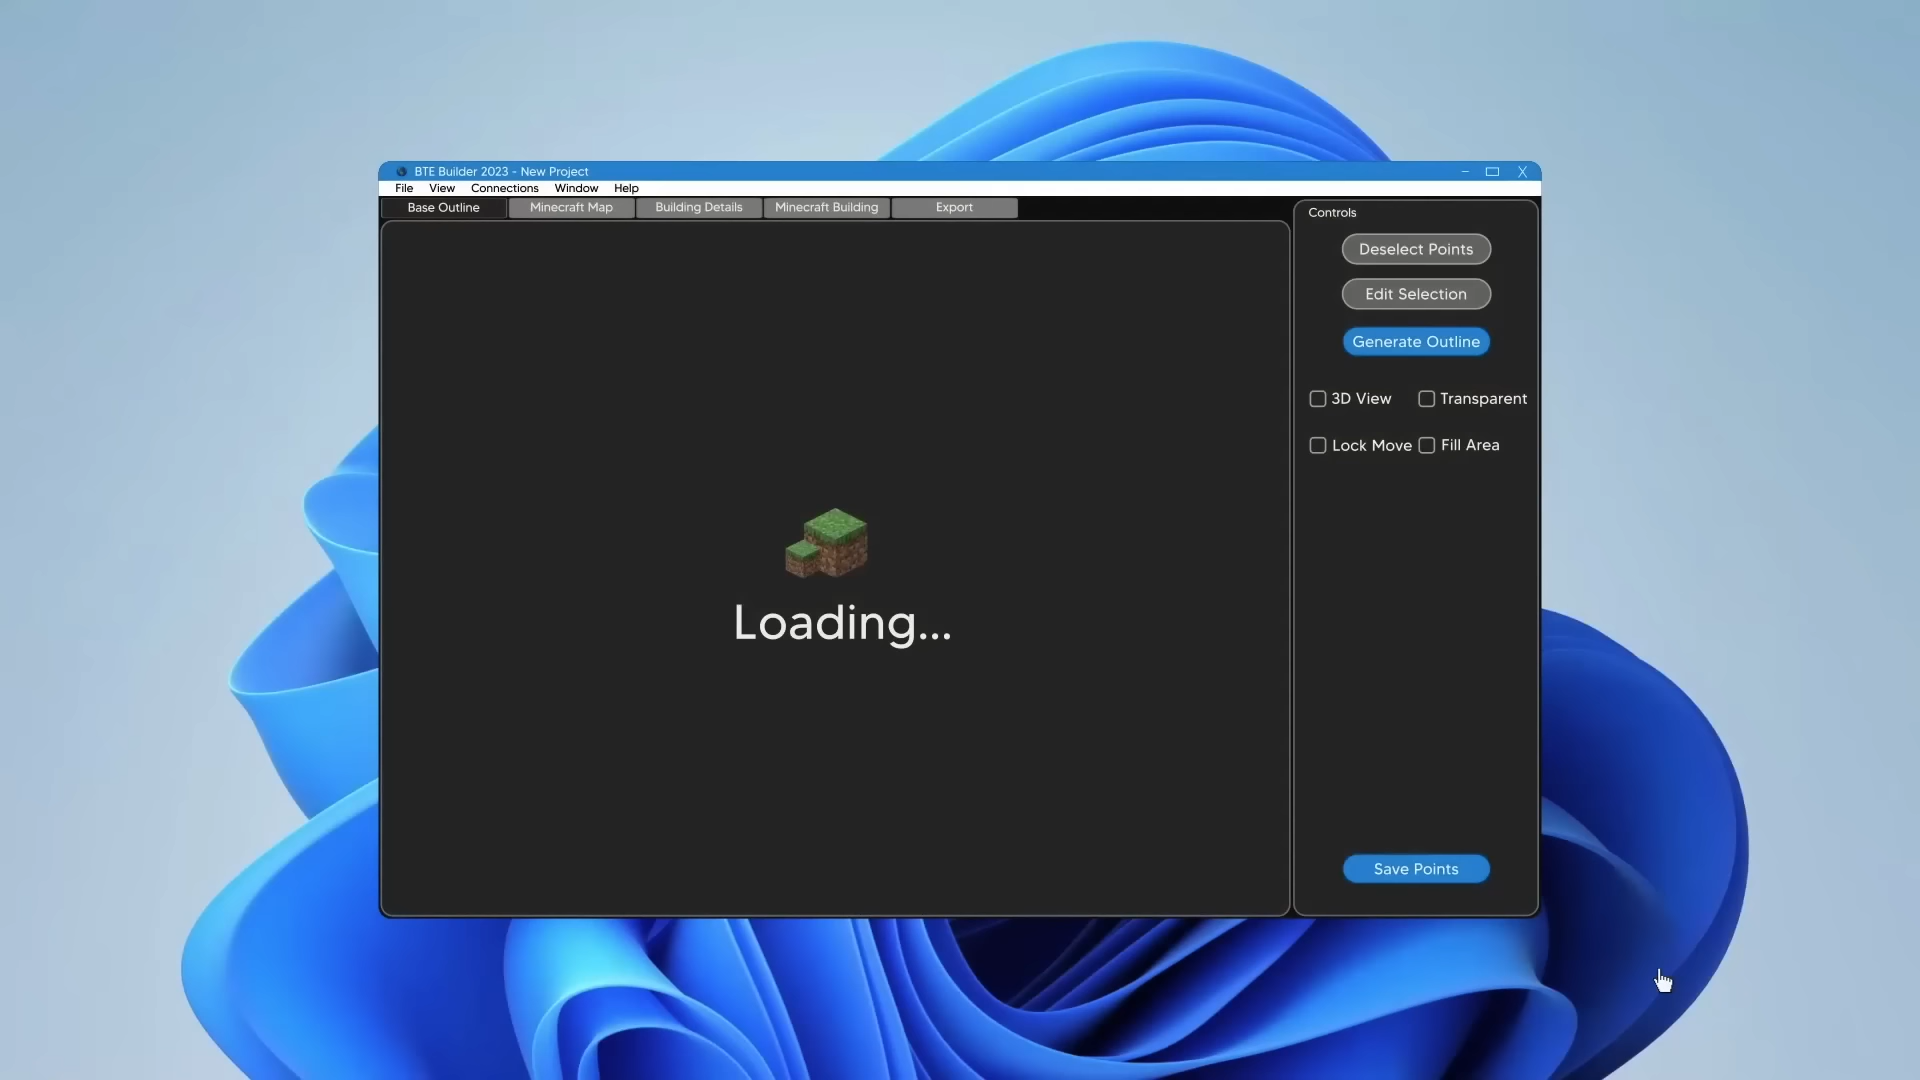 BTE Builder 2023 - New Project
File View Connections Window Help
Base Outline Minecraft Map Building Details Minecraft Building Export
Controls
Deselect Points
Edit Selection
Generate Outline
3D View Transparent
Lock Move Fill Area
Loading...
Save Points